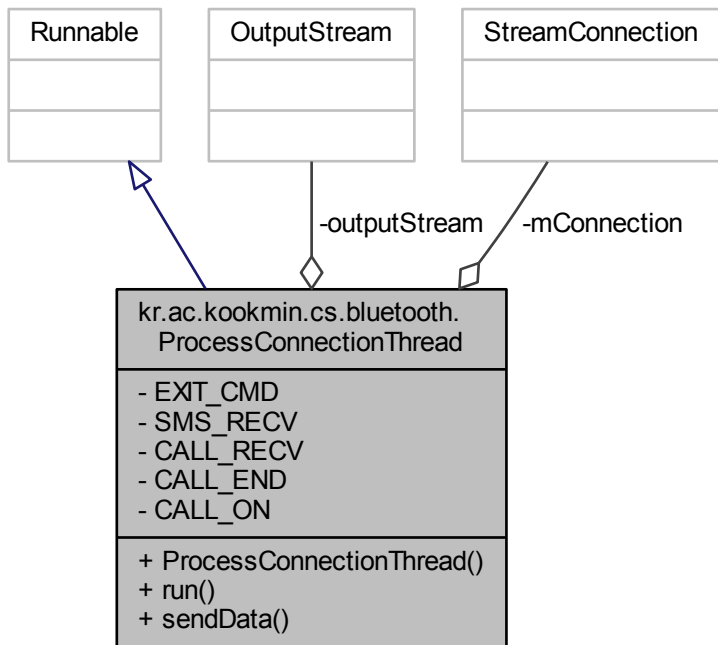 Runnable
OutputStream
StreamConnection
-outputStream
-mConnection
kr.ac.kookmin.cs.bluetooth.
ProcessConnectionThread
- EXIT_CMD
- SMS_RECV
- CALL_RECV
- CALL_END
- CALL_ON
+ ProcessConnectionThread()
+ run()
+ sendData()